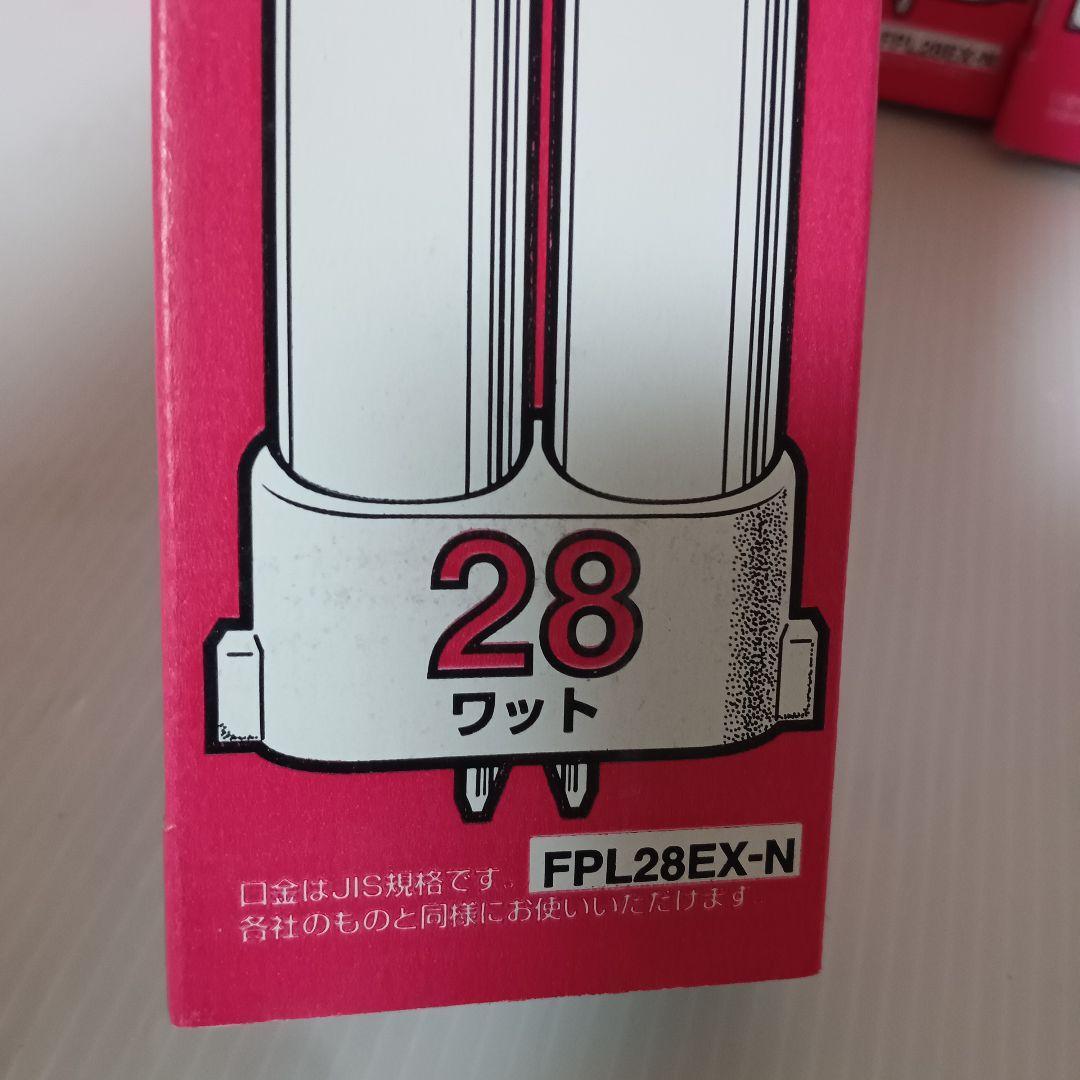 FPL28EX-N
28
ワット
FPL28EX-N
口金はJIS規格です。
各社のものと同様にお使いいただけます。